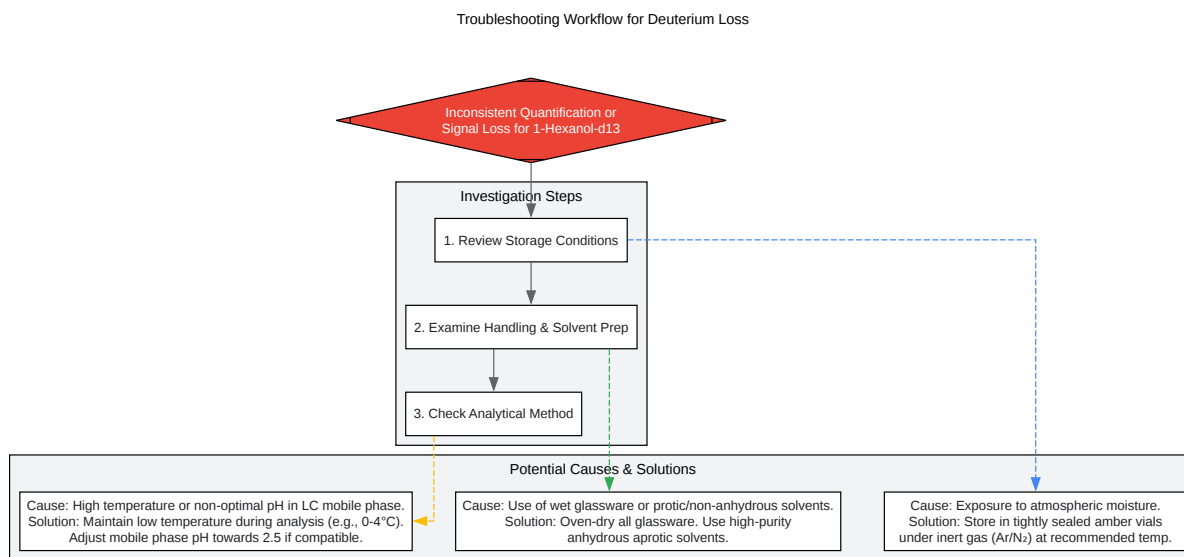 Troubleshooting Workflow for Deuterium Loss
Inconsistent Quantification or
Signal Loss for 1-Hexanol-d13
Investigation Steps
1. Review Storage Conditions
2. Examine Handling & Solvent Prep
3. Check Analytical Method
Potential Causes & Solutions
Cause: High temperature or non-optimal pH in LC mobile phase.
Solution: Maintain low temperature during analysis (e.g., 0-4°C).
Adjust mobile phase pH towards 2.5 if compatible.
Cause: Use of wet glassware or protic/non-anhydrous solvents.
Solution: Oven-dry all glassware. Use high-purity
anhydrous aprotic solvents.
Cause: Exposure to atmospheric moisture.
Solution: Store in tightly sealed amber vials
under inert gas (Ar/N₂) at recommended temp.